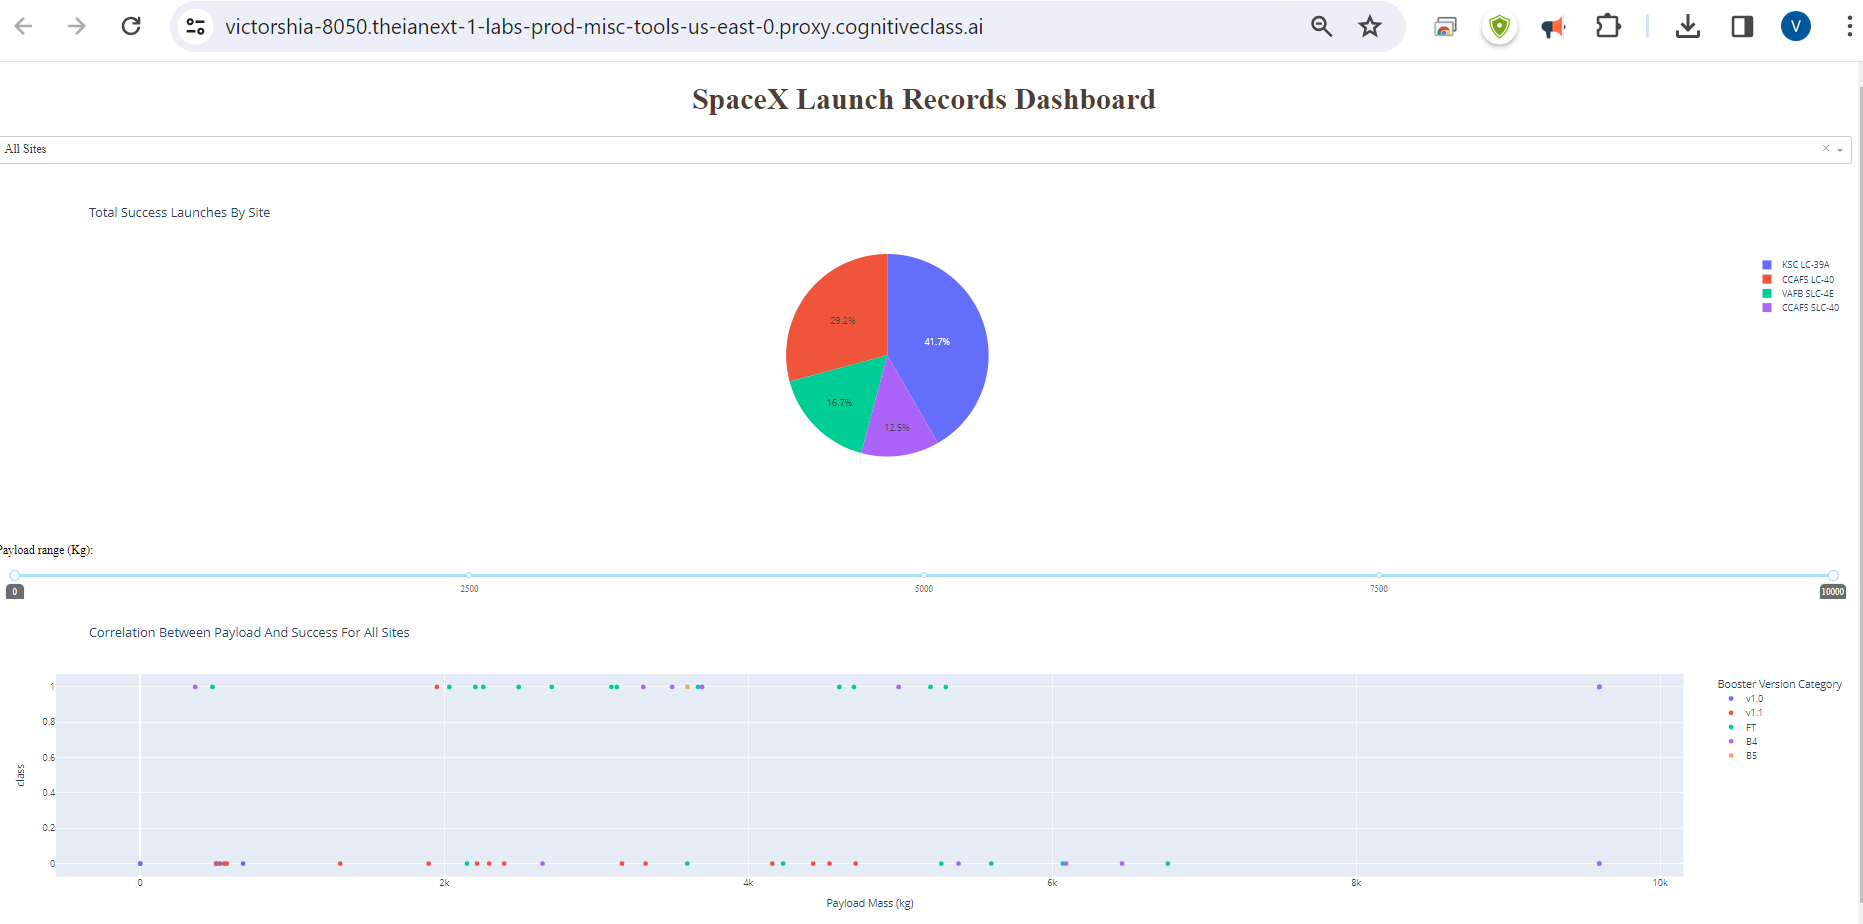 victorshia-8050.theianext-1-labs-prod-misc-tools-us-east-0.proxy.cognitiveclass.ai
V
SpaceX Launch Records Dashboard
All Sites
Total Success Launches By Site
KSC LC-39A
CCAFS LC-40
VAFB SLC-4E
CCAFS SLC-40
29.2%
41.7%
16.7%
12.5%
Payload range (Kg):
0 2500 5000 7500 10000
Correlation Between Payload And Success For All Sites
Booster Version Category
v1.0
v1.1
FT
B4
B5
1
0.8
0.6
0.4
0.2
0
class
0 2k 4k 6k 8k 10k
Payload Mass (kg)